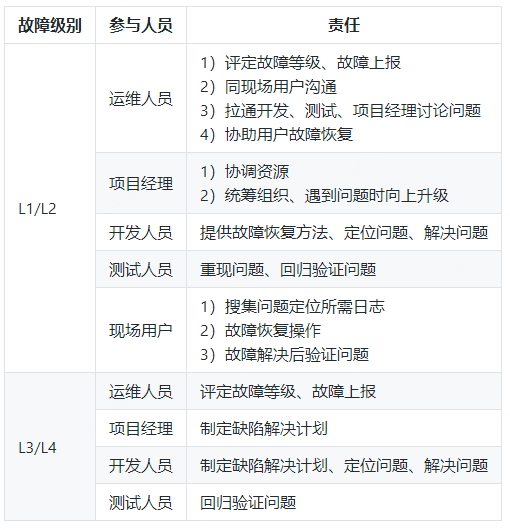 故障级别 参与人员 责任
L1/L2
运维人员
1）评定故障等级、故障上报
2）同现场用户沟通
3）拉通开发、测试、项目经理讨论问题
4）协助用户故障恢复
项目经理
1）协调资源
2）统筹组织、遇到问题时向上升级
开发人员 提供故障恢复方法、定位问题、解决问题
测试人员 重现问题、回归验证问题
现场用户
1）搜集问题定位所需日志
2）故障恢复操作
3）故障解决后验证问题
L3/L4
运维人员 评定故障等级、故障上报
项目经理 制定缺陷解决计划
开发人员 制定缺陷解决计划、定位问题、解决问题
测试人员 回归验证问题